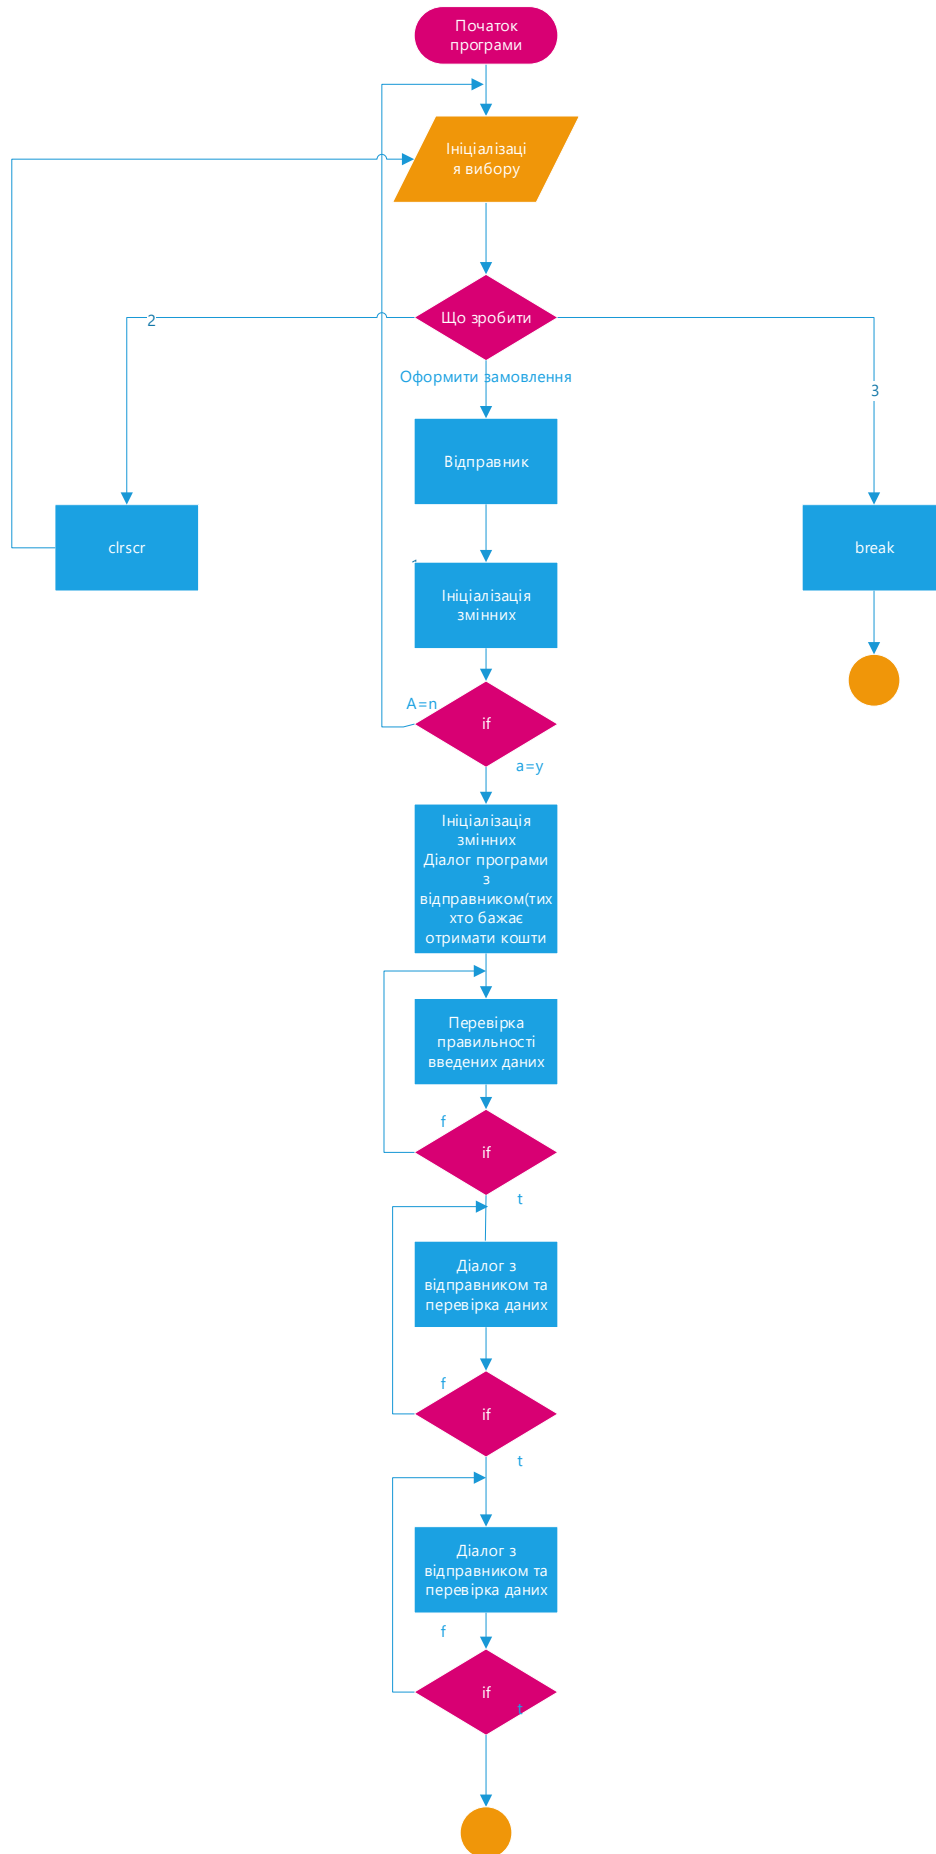 Початок
програми
Ініціалізаці
я вибору
Що зробити
2
3
Оформити замовлення
Відправник
clrscr
break
Ініціалізація
змінних
A=n
if
a=y
Ініціалізація
змінних
Діалог програми
з
відправником(тих
хто бажає
отримати кошти
Перевірка
правильності
введених даних
f
if
t
Діалог з
відправником та
перевірка даних
f
if
t
Діалог з
відправником та
перевірка даних
f
if
t